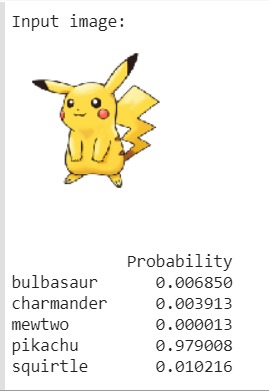 Input image:
Probability
bulbasaur 0.006850
charmander 0.003913
mewtwo 0.000013
pikachu 0.979008
squirtle 0.010216